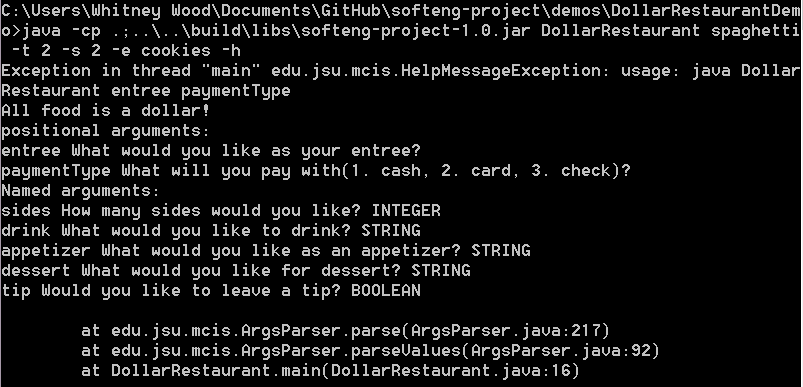 C:\Users\Whitney Wood\Documents\GitHub\softeng-project\demos\DollarRestaurantDem
o>java -cp .;..\..\build\libs\softeng-project-1.0.jar DollarRestaurant spaghetti
 -t 2 -s 2 -e cookies -h
Exception in thread "main" edu.jsu.mcis.HelpMessageException: usage: java Dollar
Restaurant entree paymentType
All food is a dollar!
positional arguments:
entree What would you like as your entree?
paymentType What will you pay with(1. cash, 2. card, 3. check)?
Named arguments:
sides How many sides would you like? INTEGER
drink What would you like to drink? STRING
appetizer What would you like as an appetizer? STRING
dessert What would you like for dessert? STRING
tip Would you like to leave a tip? BOOLEAN
        at edu.jsu.mcis.ArgsParser.parse(ArgsParser.java:217)
        at edu.jsu.mcis.ArgsParser.parseValues(ArgsParser.java:92)
        at DollarRestaurant.main(DollarRestaurant.java:16)